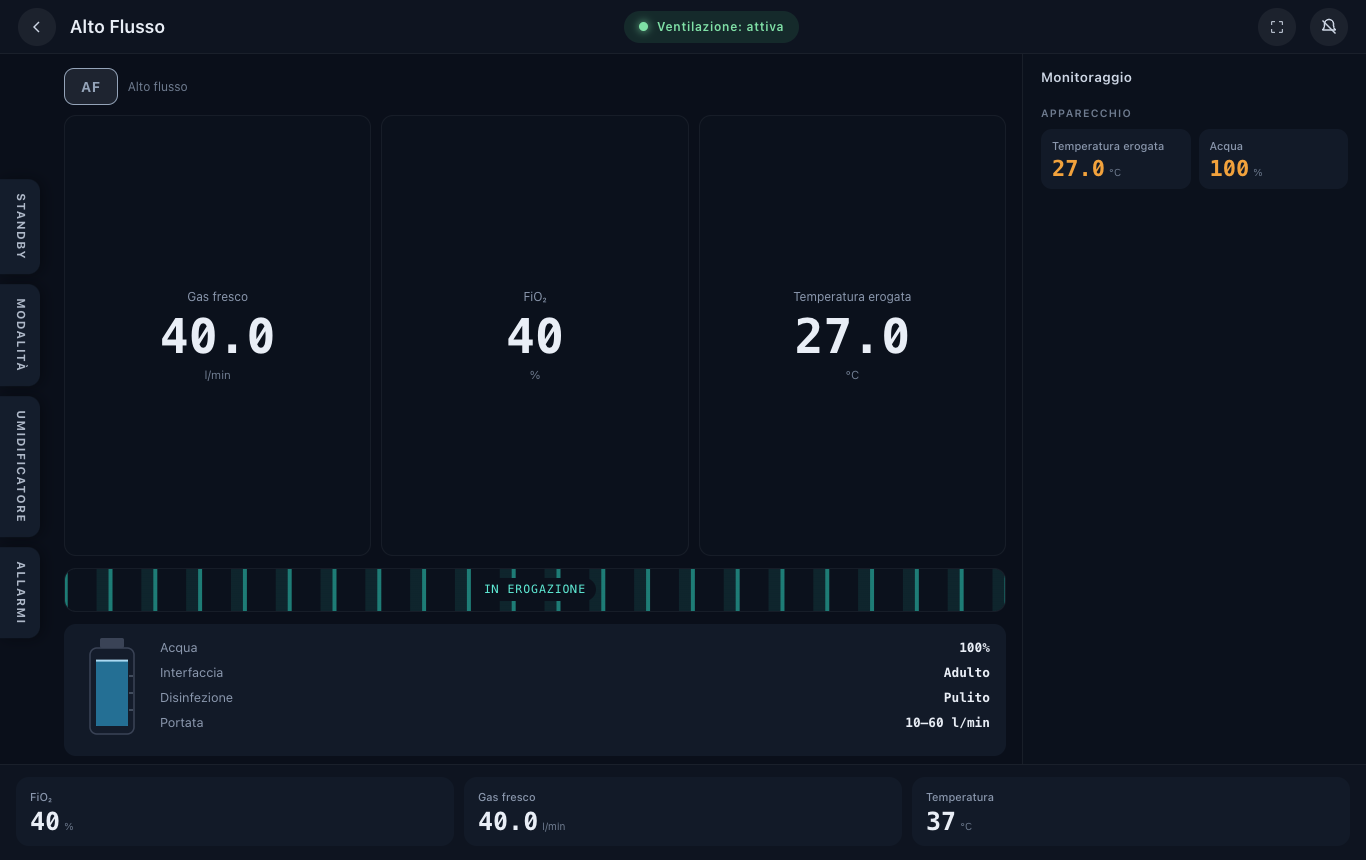 Alto Flusso
Ventilazione: attiva
AF
Alto flusso
STANDBY
MODALITÀ
UMIDIFICATORE
ALLARMI
Gas fresco
40.0
l/min
FiO₂
40
%
Temperatura erogata
27.0
°C
IN EROGAZIONE
Acqua 100%
Interfaccia Adulto
Disinfezione Pulito
Portata 10–60 l/min
Monitoraggio
APPARECCHIO
Temperatura erogata
27.0 °C
Acqua
100 %
FiO₂
40 %
Gas fresco
40.0 l/min
Temperatura
37 °C